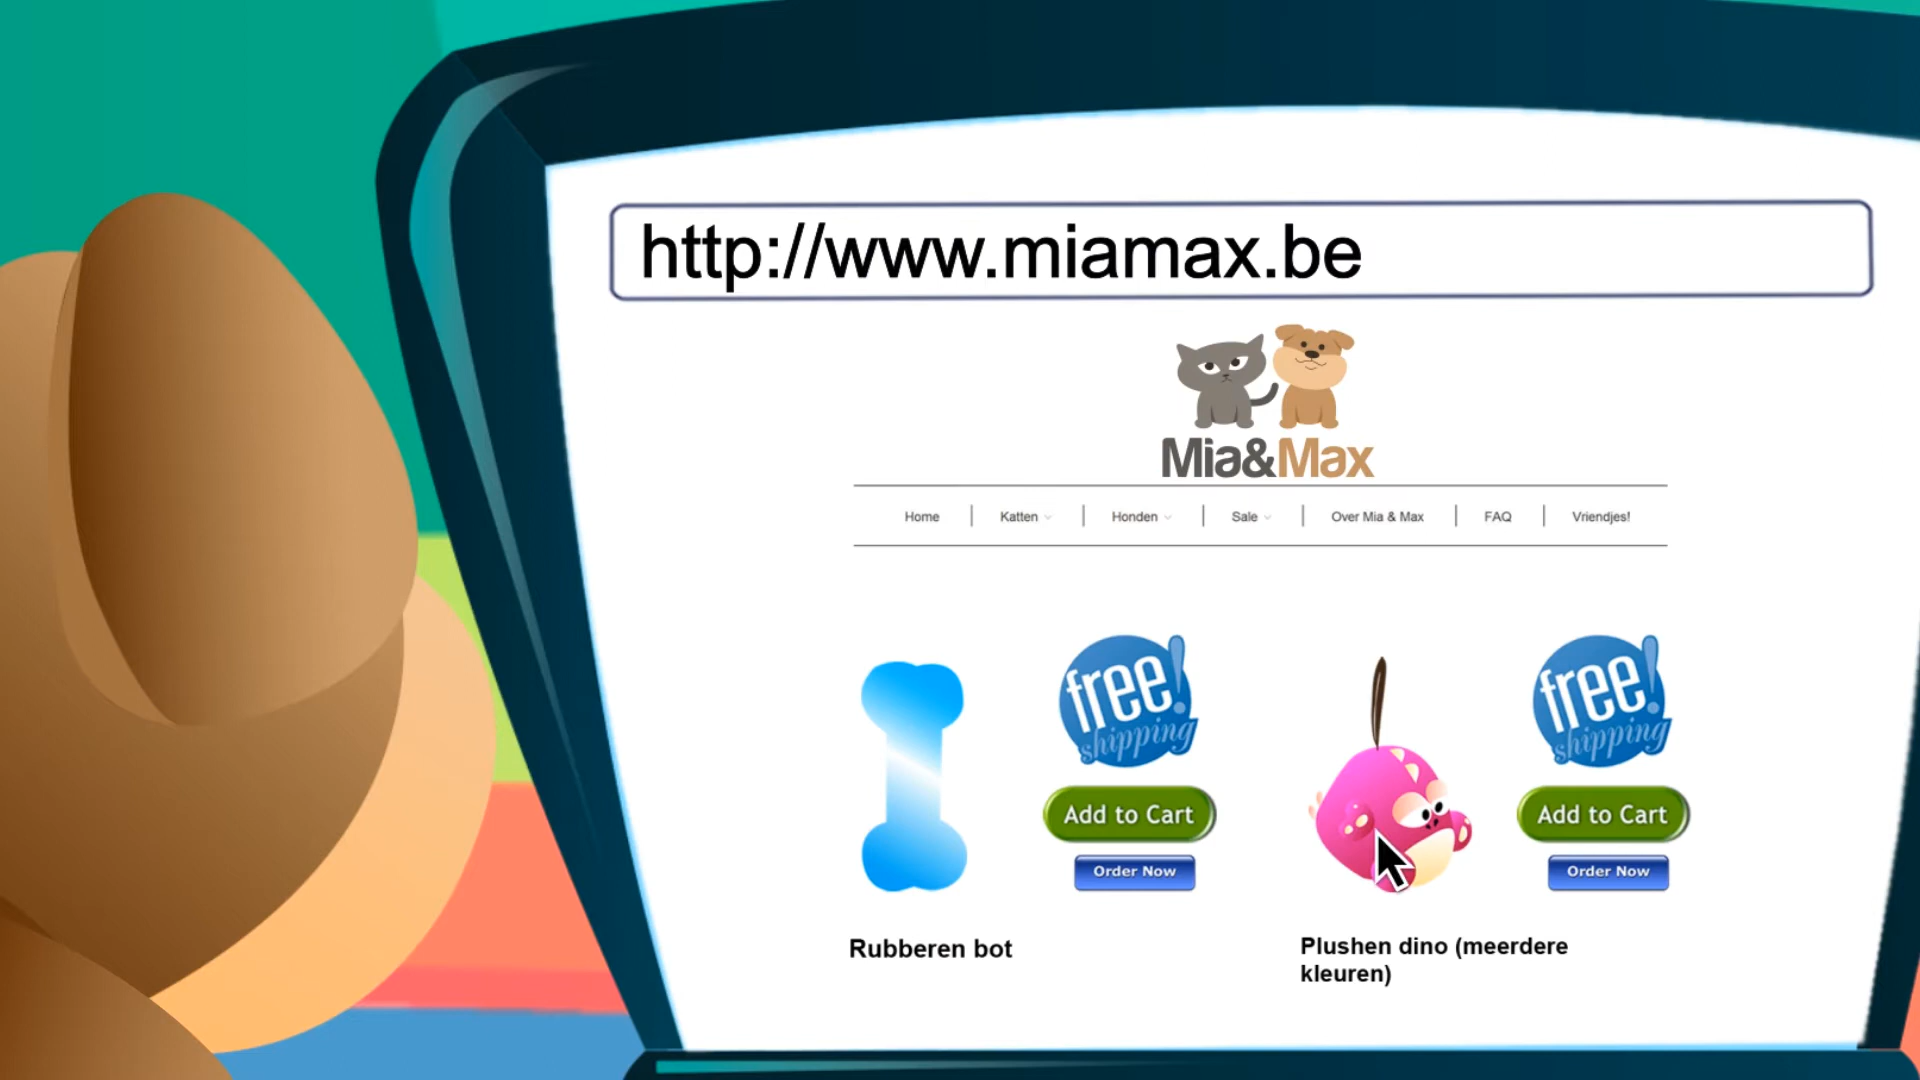 http://www.miamax.be
Mia&Max
Home Katten Honden Sale Over Mia & Max FAQ Vriendjes!
free! shipping
Add to Cart
Order Now
Rubberen bot
free! shipping
Add to Cart
Order Now
Plushen dino (meerdere
kleuren)